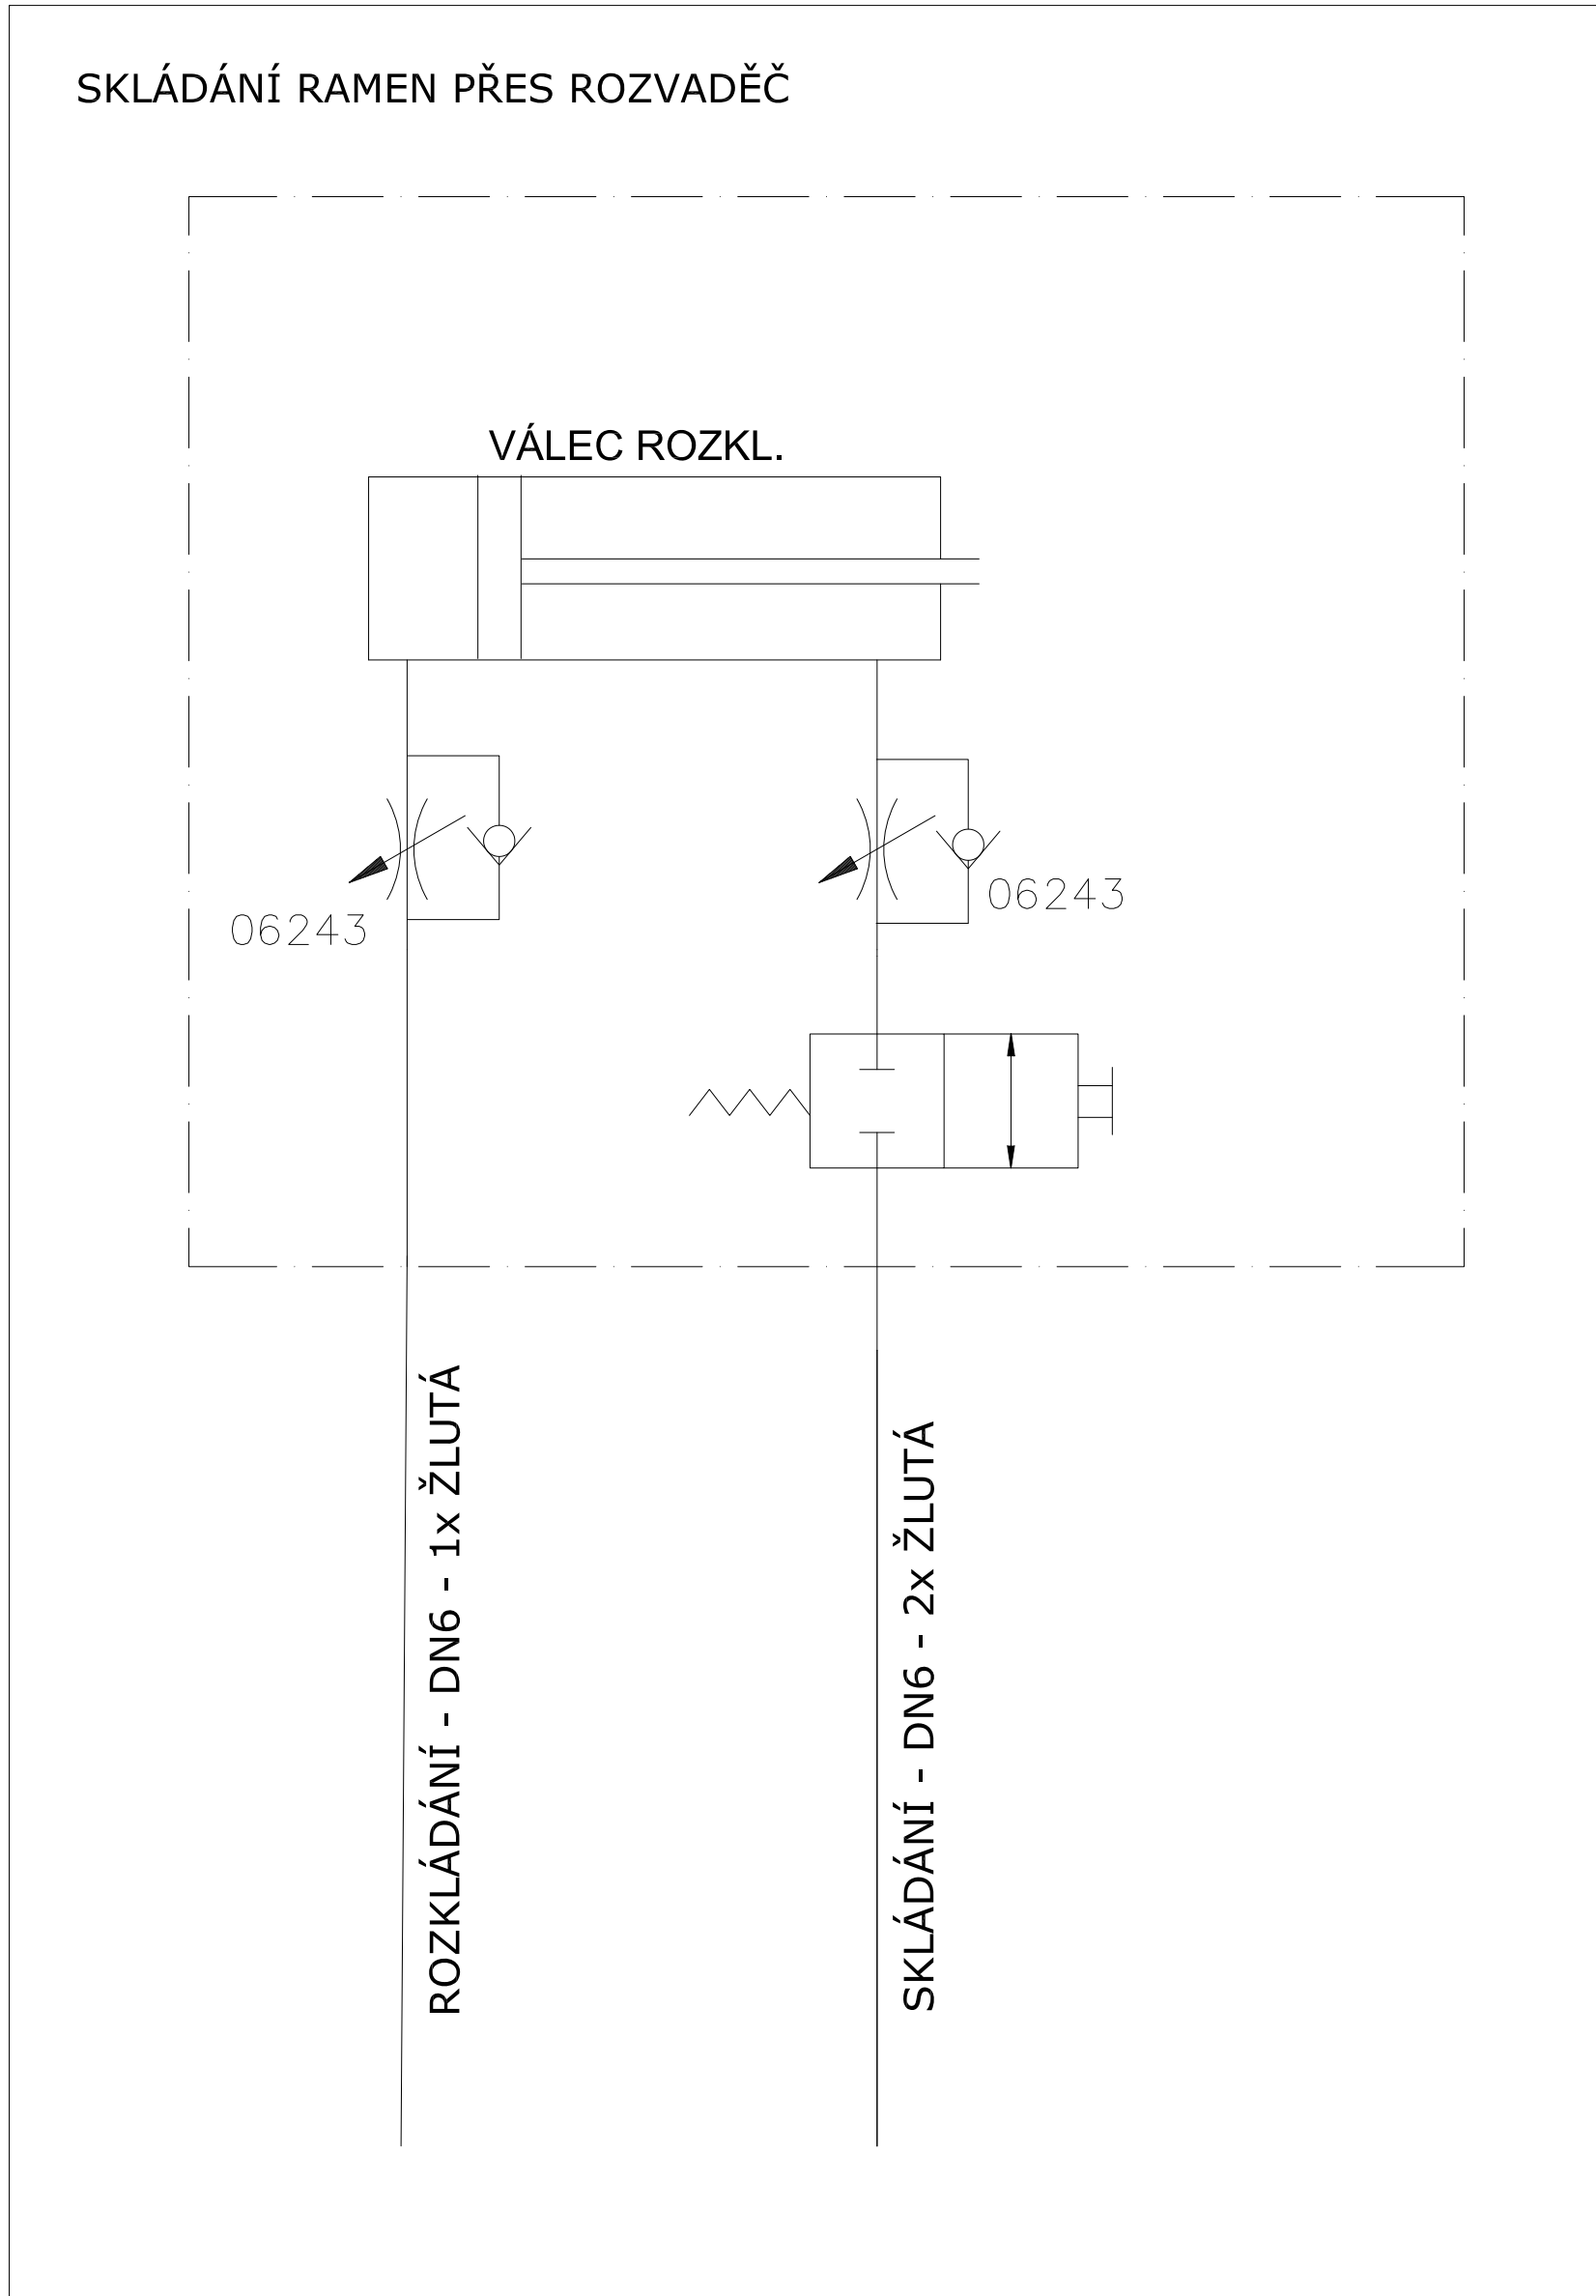 SKLÁDÁNÍ RAMEN PŘES ROZVADĚČ
VÁLEC ROZKL.
06243
06243
ROZKLÁDÁNÍ - DN6 - 1x ŽLUTÁ
SKLÁDÁNÍ - DN6 - 2x ŽLUTÁ